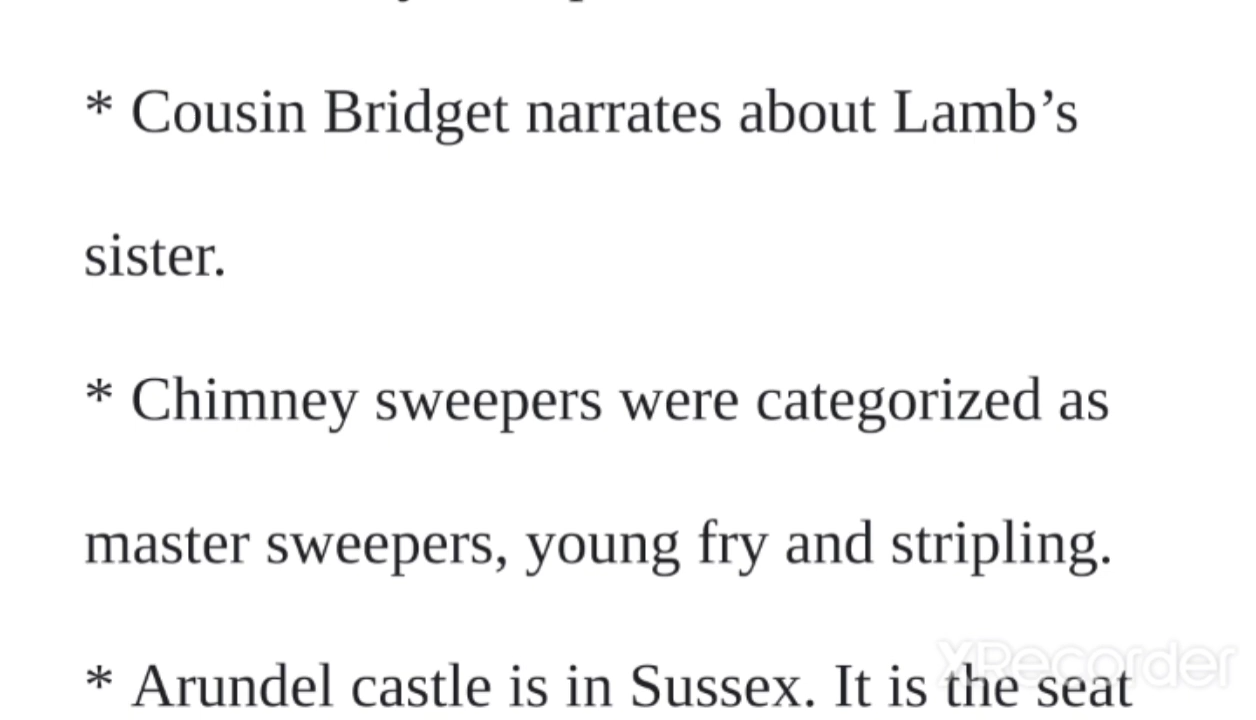 * Cousin Bridget narrates about Lamb’s
sister.
* Chimney sweepers were categorized as
master sweepers, young fry and stripling.
* Arundel castle is in Sussex. It is the seat
XRecorder